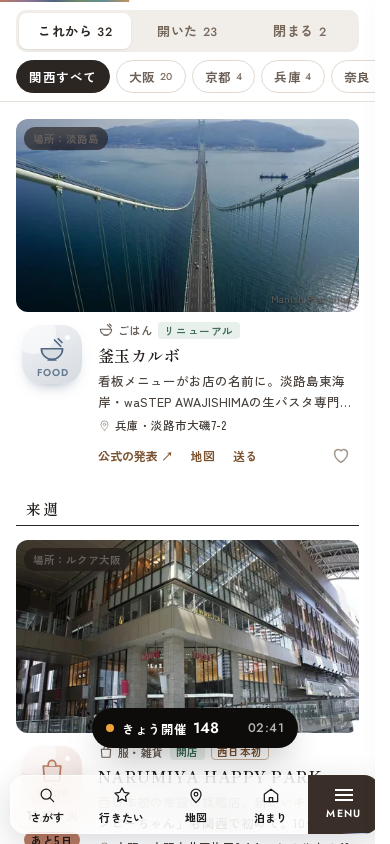 これから 32 開いた 23 閉まる 2
関西すべて 大阪 20 京都 4 兵庫 4 奈良
場所：淡路島
ごはん リニューアル
釜玉カルボ
FOOD
看板メニューがお店の名前に。淡路島東海
岸・waSTEP AWAJISHIMAの生パスタ専門…
兵庫・淡路市大磯7-2
公式の発表 ↗ 地図 送る
来週
場所：ルクア大阪
きょう開催 148 02:41
服・雑貨 開店 西日本初
NARUMIYA HAPPY PARK
さがす 行きたい 地図 泊まり MENU
あと5日